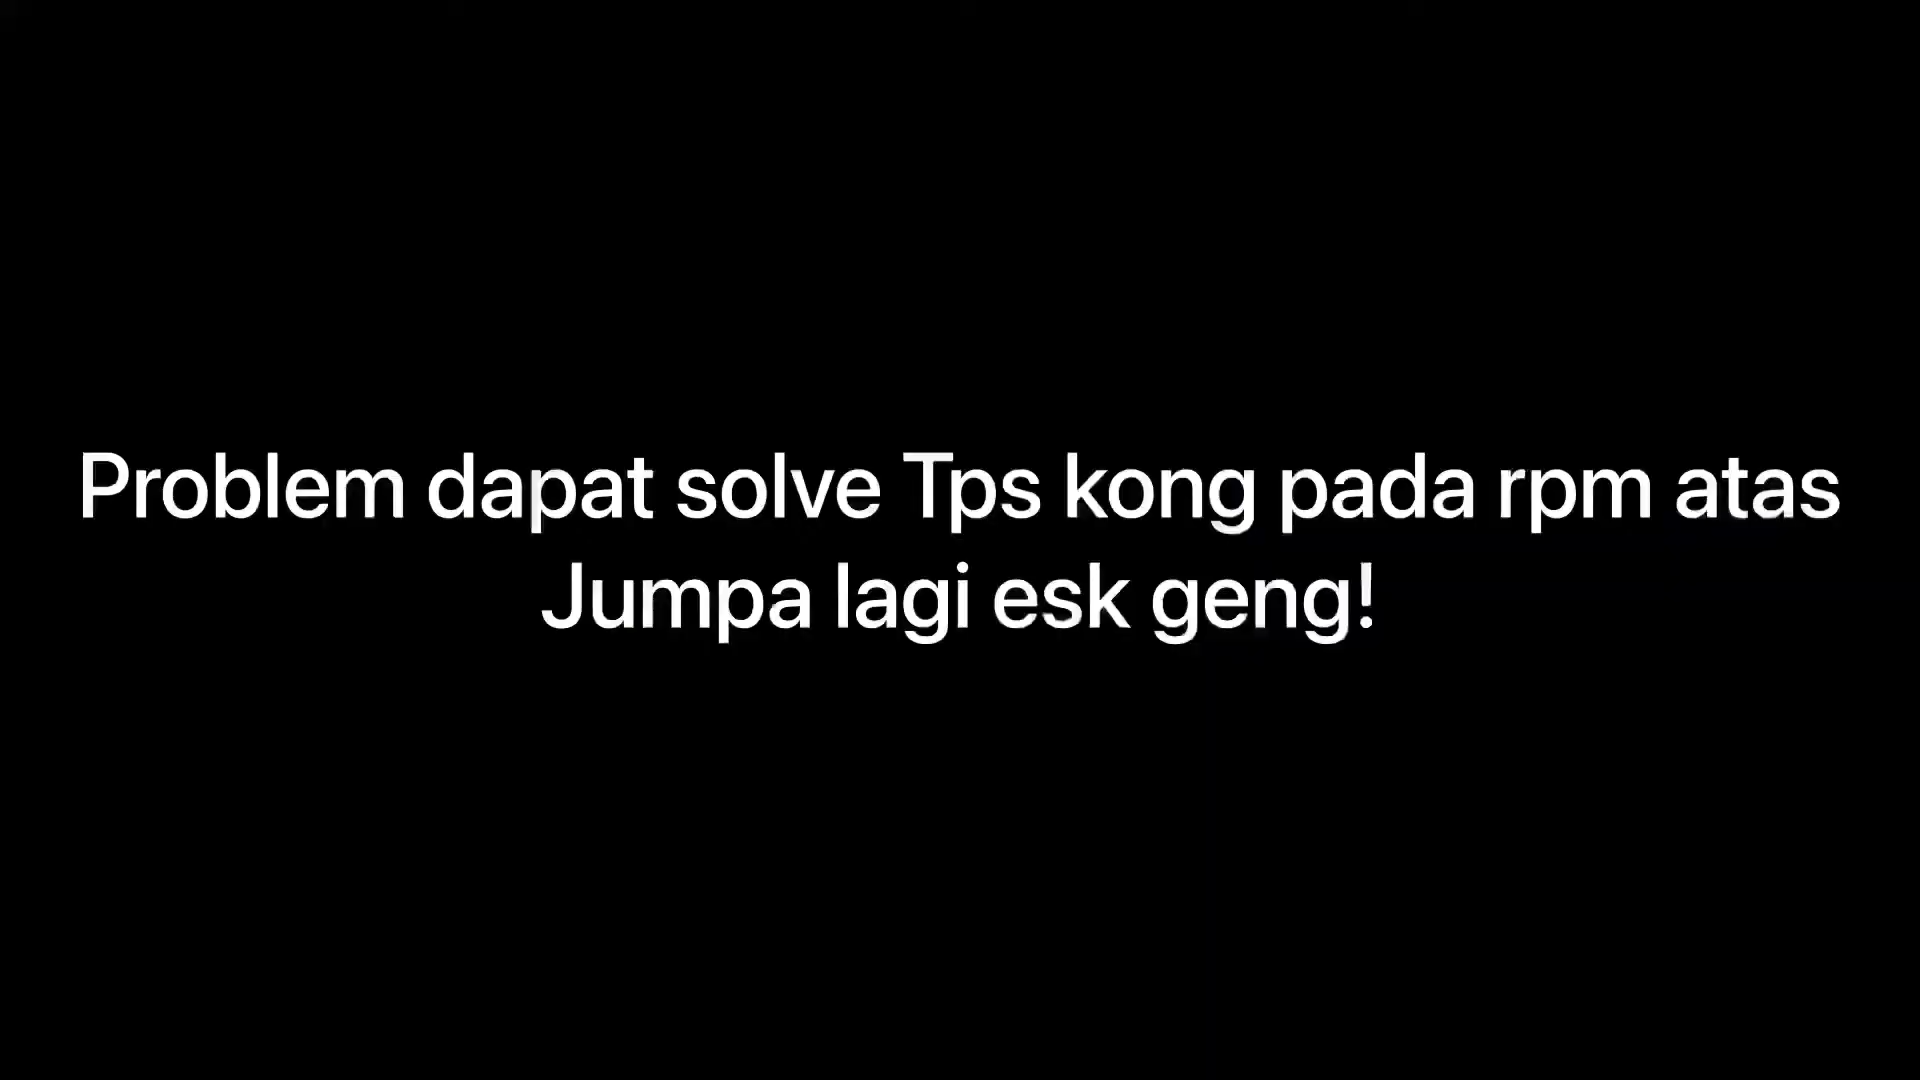 Problem dapat solve Tps kong pada rpm atas
Jumpa lagi esk geng!